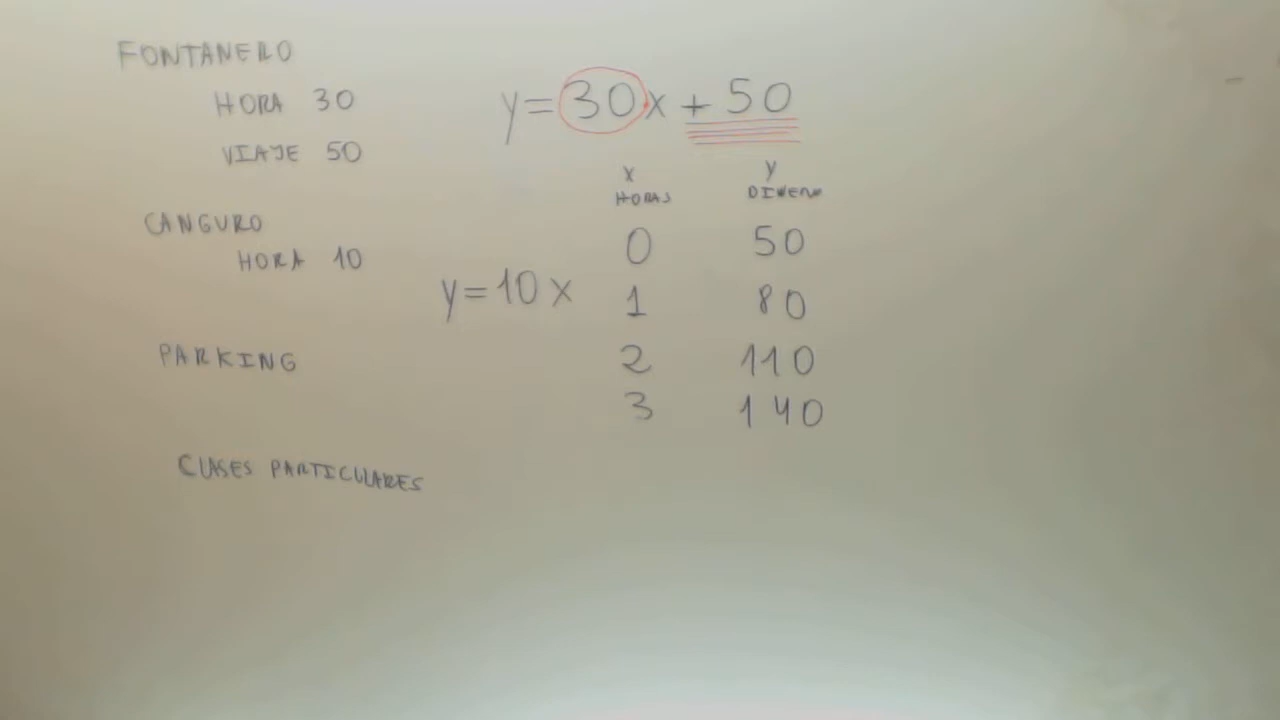 FONTANERO
HORA 30
VIAJE 50
y=30x+50
x y
HORAS DINERO
0 50
1 80
2 110
3 140
CANGURO
HORA 10
y=10x
PARKING
CLASES PARTICULARES